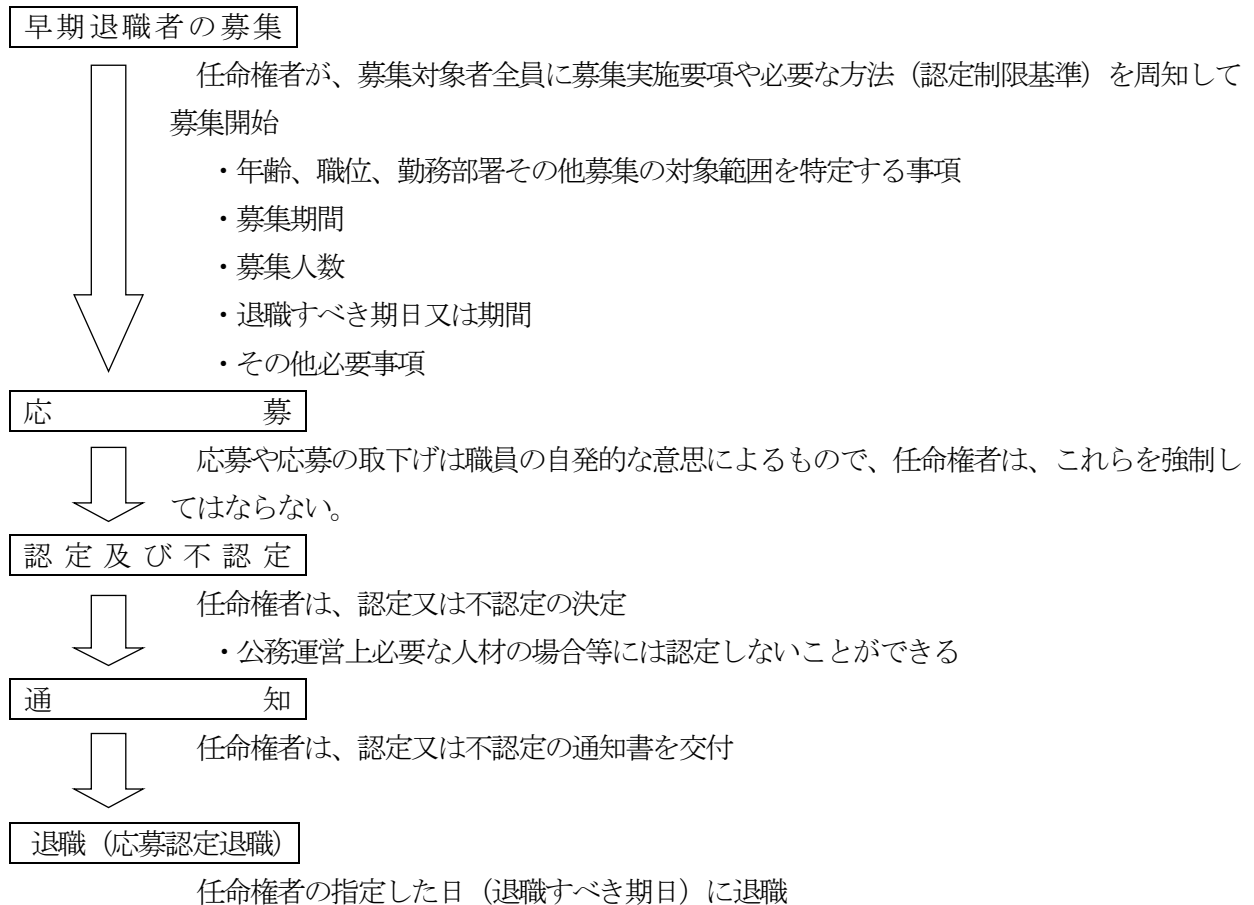 早期退職者の募集
任命権者が、募集対象者全員に募集実施要項や必要な方法（認定制限基準）を周知して
募集開始
・年齢、職位、勤務部署その他募集の対象範囲を特定する事項
・募集期間
・募集人数
・退職すべき期日又は期間
・その他必要事項
応募
応募や応募の取下げは職員の自発的な意思によるもので、任命権者は、これらを強制し
てはならない。
認定及び不認定
任命権者は、認定又は不認定の決定
・公務運営上必要な人材の場合等には認定しないことができる
通知
任命権者は、認定又は不認定の通知書を交付
退職（応募認定退職）
任命権者の指定した日（退職すべき期日）に退職